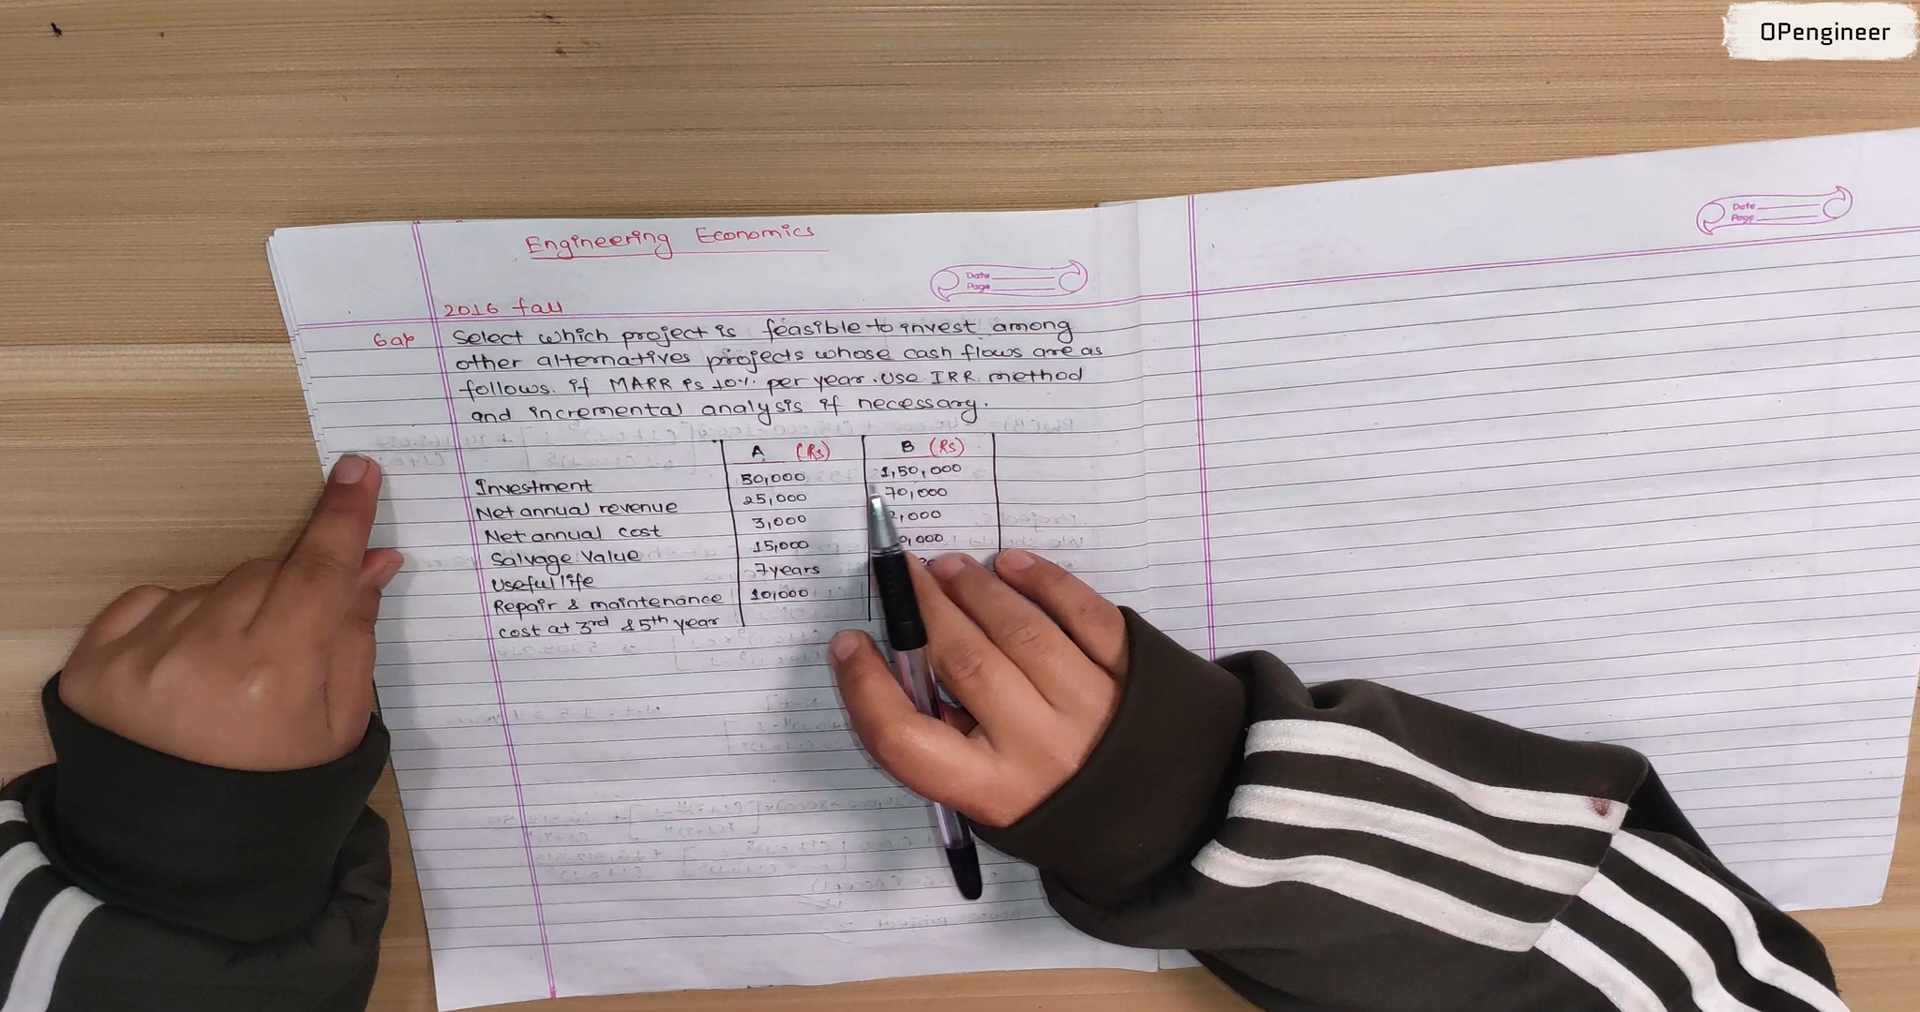 OPengineer
Engineering Economics
Date
Page
Date
Page
2016 fall
Select which project is feasible to invest among
other alternatives projects whose cash flows are as
follows. if MARR is 10% per year. Use IRR method
and incremental analysis if necessary.
A (Rs) B (Rs)
Investment 50,000 1,50,000
Net annual revenue 25,000 70,000
Net annual cost 3,000
Salvage Value 15,000
Useful life 7years
Repair & maintenance 10,000
cost at 3rd & 5th year